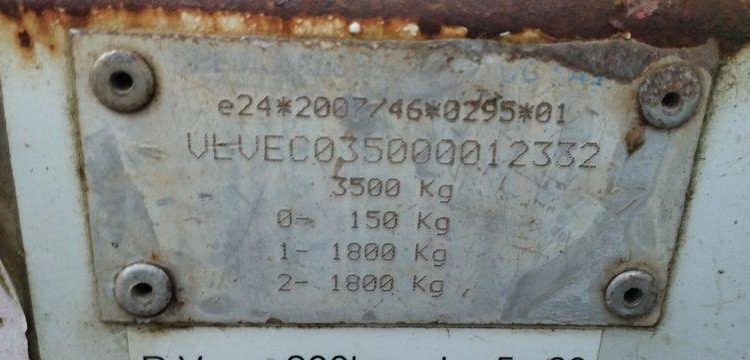 e24*2007/46*0295*01
VLVEC035000012332
3500 Kg
0- 150 Kg
1- 1800 Kg
2- 1800 Kg